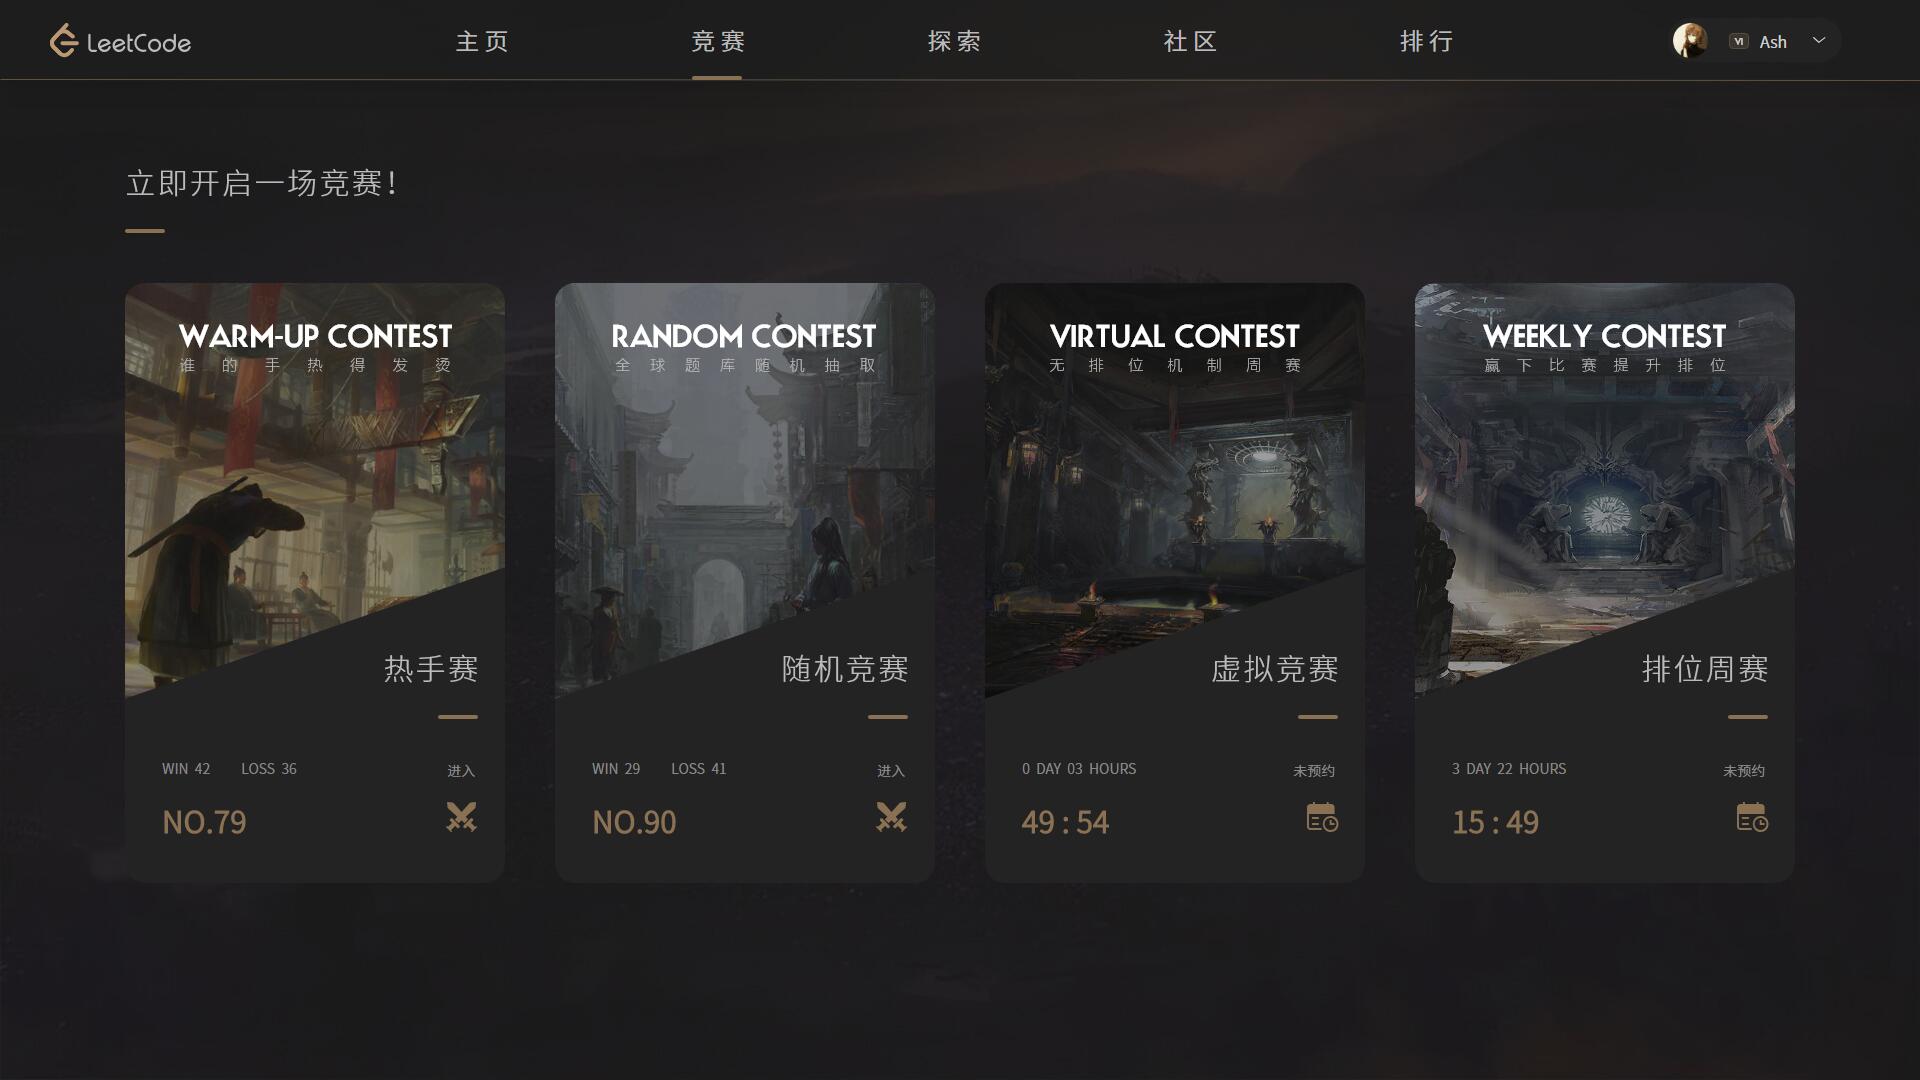 LeetCode
主页
竞赛
探索
社区
排行
VI Ash
立即开启一场竞赛!
WARM-UP CONTEST
谁的手热得发烫
热手赛
WIN 42 LOSS 36
进入
NO.79
RANDOM CONTEST
全球题库随机抽取
随机竞赛
WIN 29 LOSS 41
进入
NO.90
VIRTUAL CONTEST
无排位机制周赛
虚拟竞赛
0 DAY 03 HOURS
未预约
49 : 54
WEEKLY CONTEST
赢下比赛提升排位
排位周赛
3 DAY 22 HOURS
未预约
15 : 49